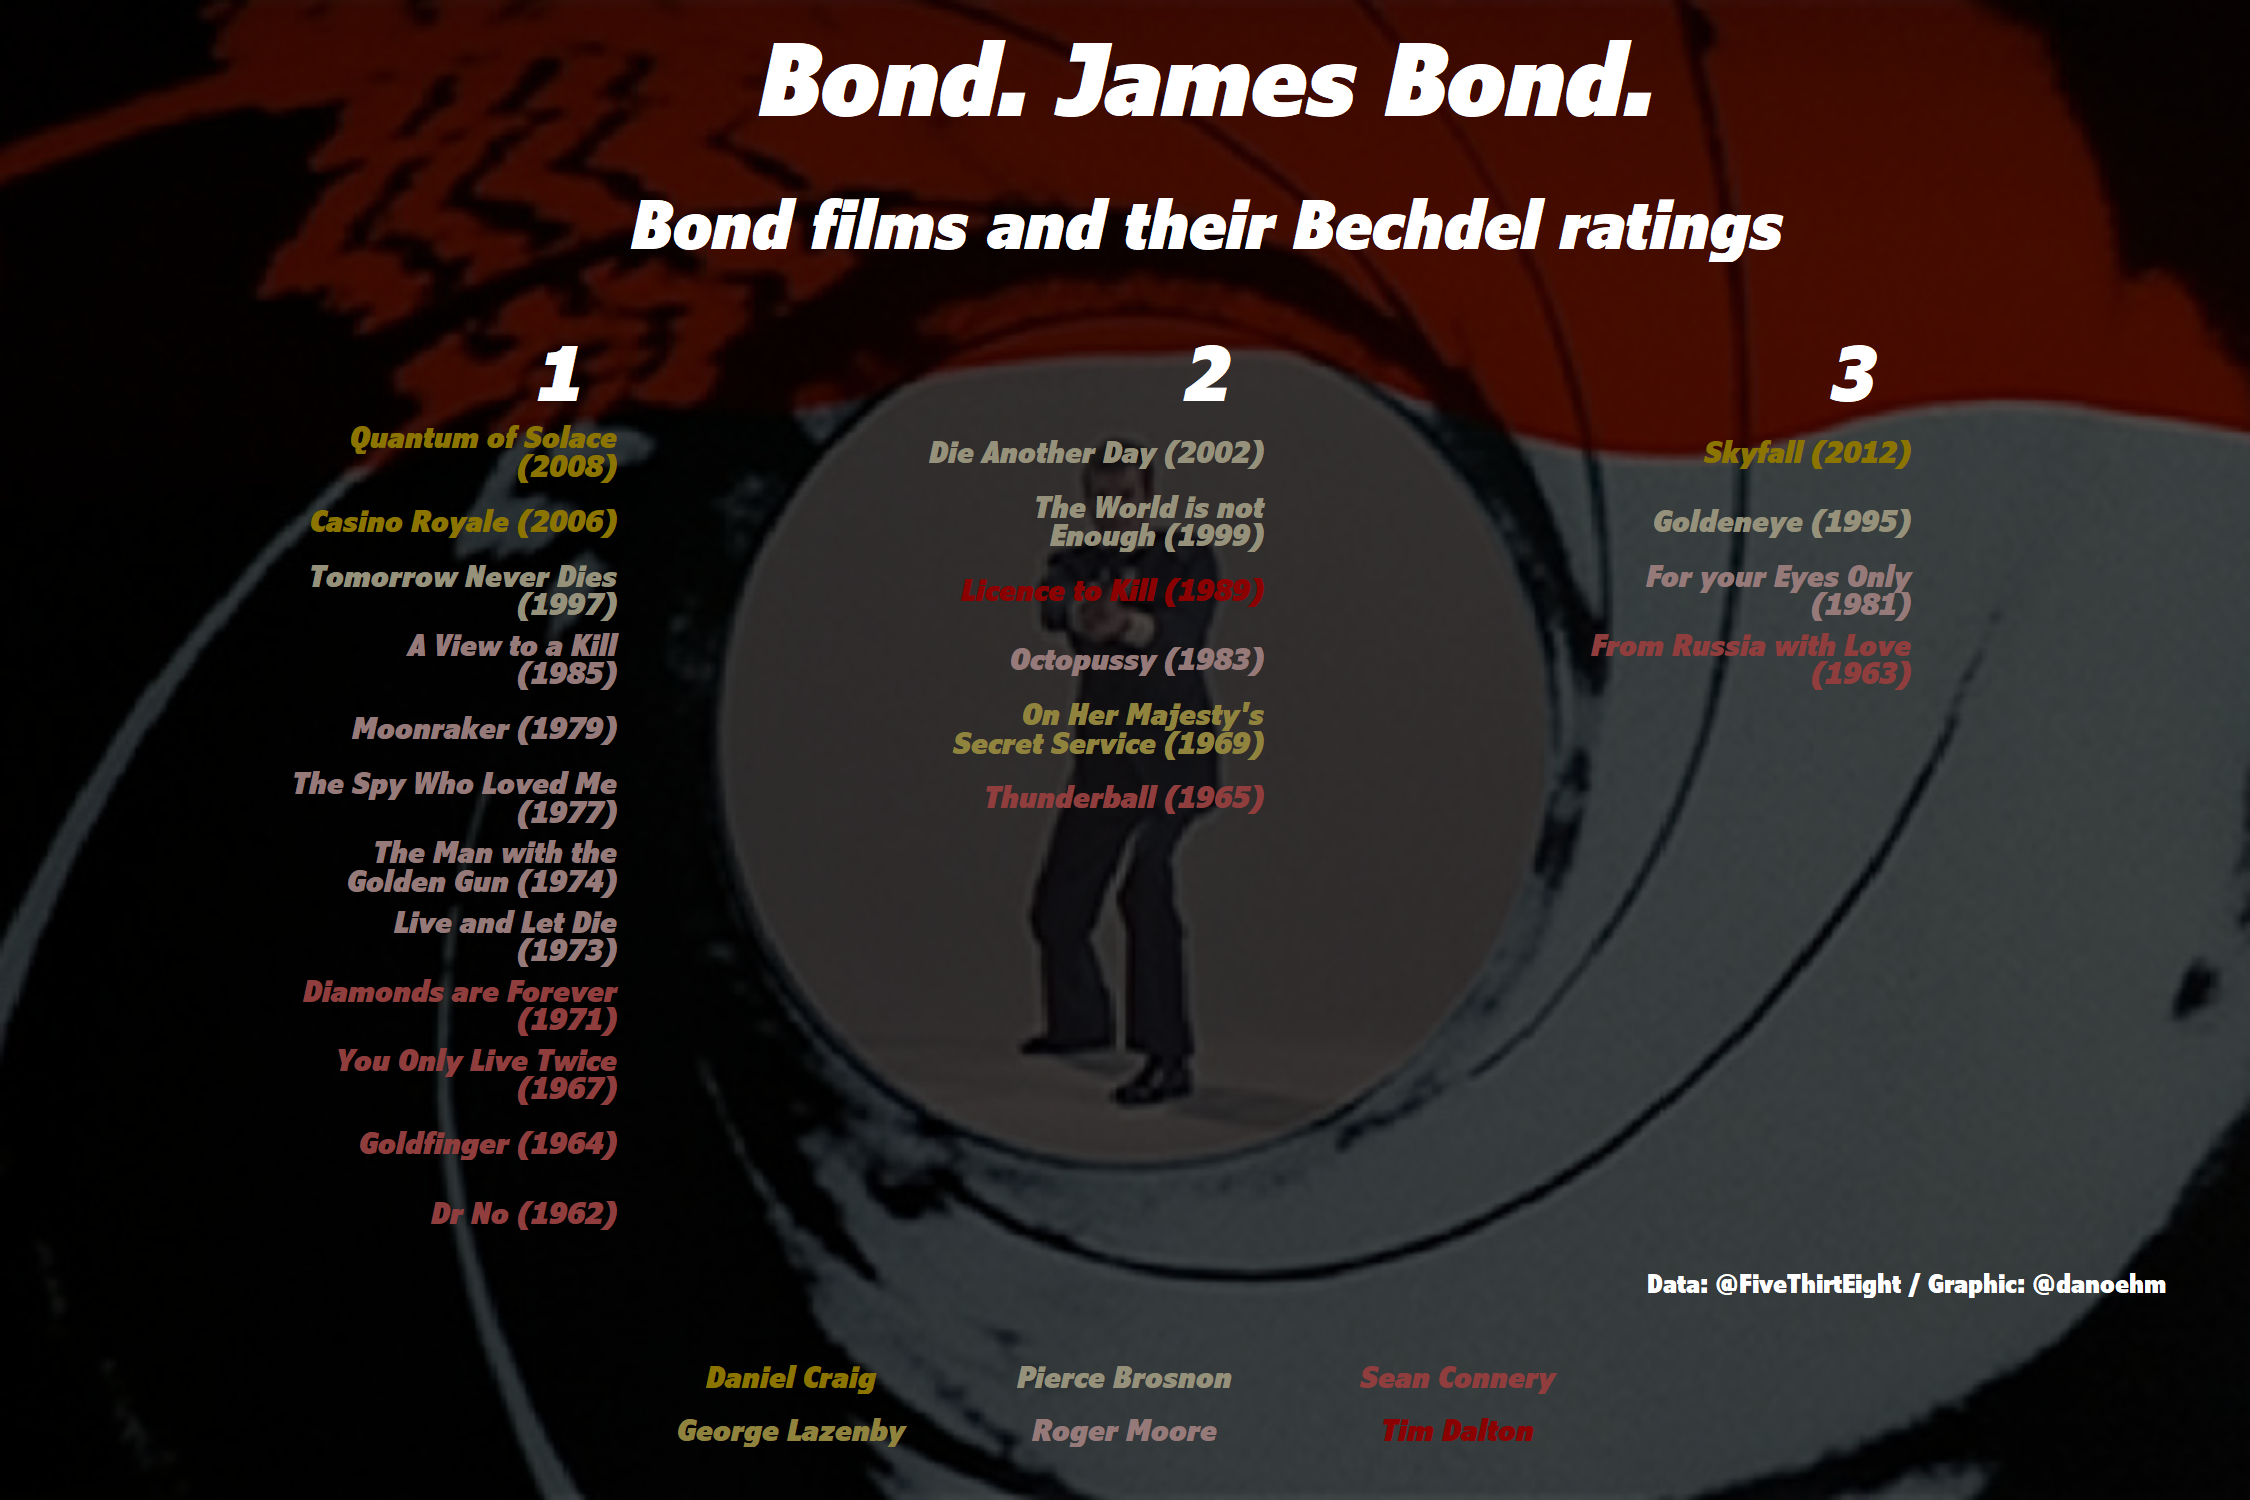 Bond. James Bond.
Bond films and their Bechdel ratings
1
Quantum of Solace
(2008)
Casino Royale (2006)
Tomorrow Never Dies
(1997)
A View to a Kill
(1985)
Moonraker (1979)
The Spy Who Loved Me
(1977)
The Man with the
Golden Gun (1974)
Live and Let Die
(1973)
Diamonds are Forever
(1971)
You Only Live Twice
(1967)
Goldfinger (1964)
Dr No (1962)
2
Die Another Day (2002)
The World is not
Enough (1999)
Licence to Kill (1989)
Octopussy (1983)
On Her Majesty's
Secret Service (1969)
Thunderball (1965)
3
Skyfall (2012)
Goldeneye (1995)
For your Eyes Only
(1981)
From Russia with Love
(1963)
Data: @FiveThirtEight / Graphic: @danoehm
Daniel Craig
Pierce Brosnon
Sean Connery
George Lazenby
Roger Moore
Tim Dalton